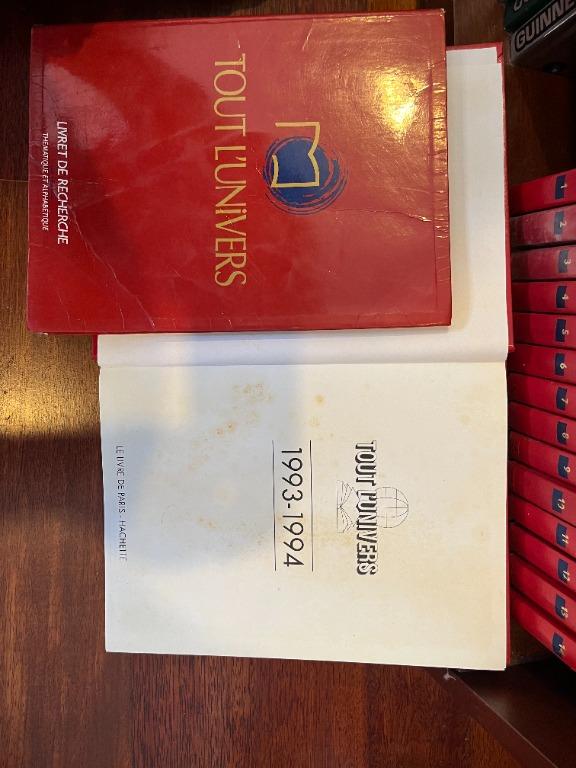 TOUT L'UNIVERS
LIVRET DE RECHERCHE
THÉMATIQUE ET ALPHABÉTIQUE
TOUT L'UNIVERS
1993-1994
LE LIVRE DE PARIS - HACHETTE
GUINNE
1
2
3
4
5
6
7
8
9
10
11
12
13
14